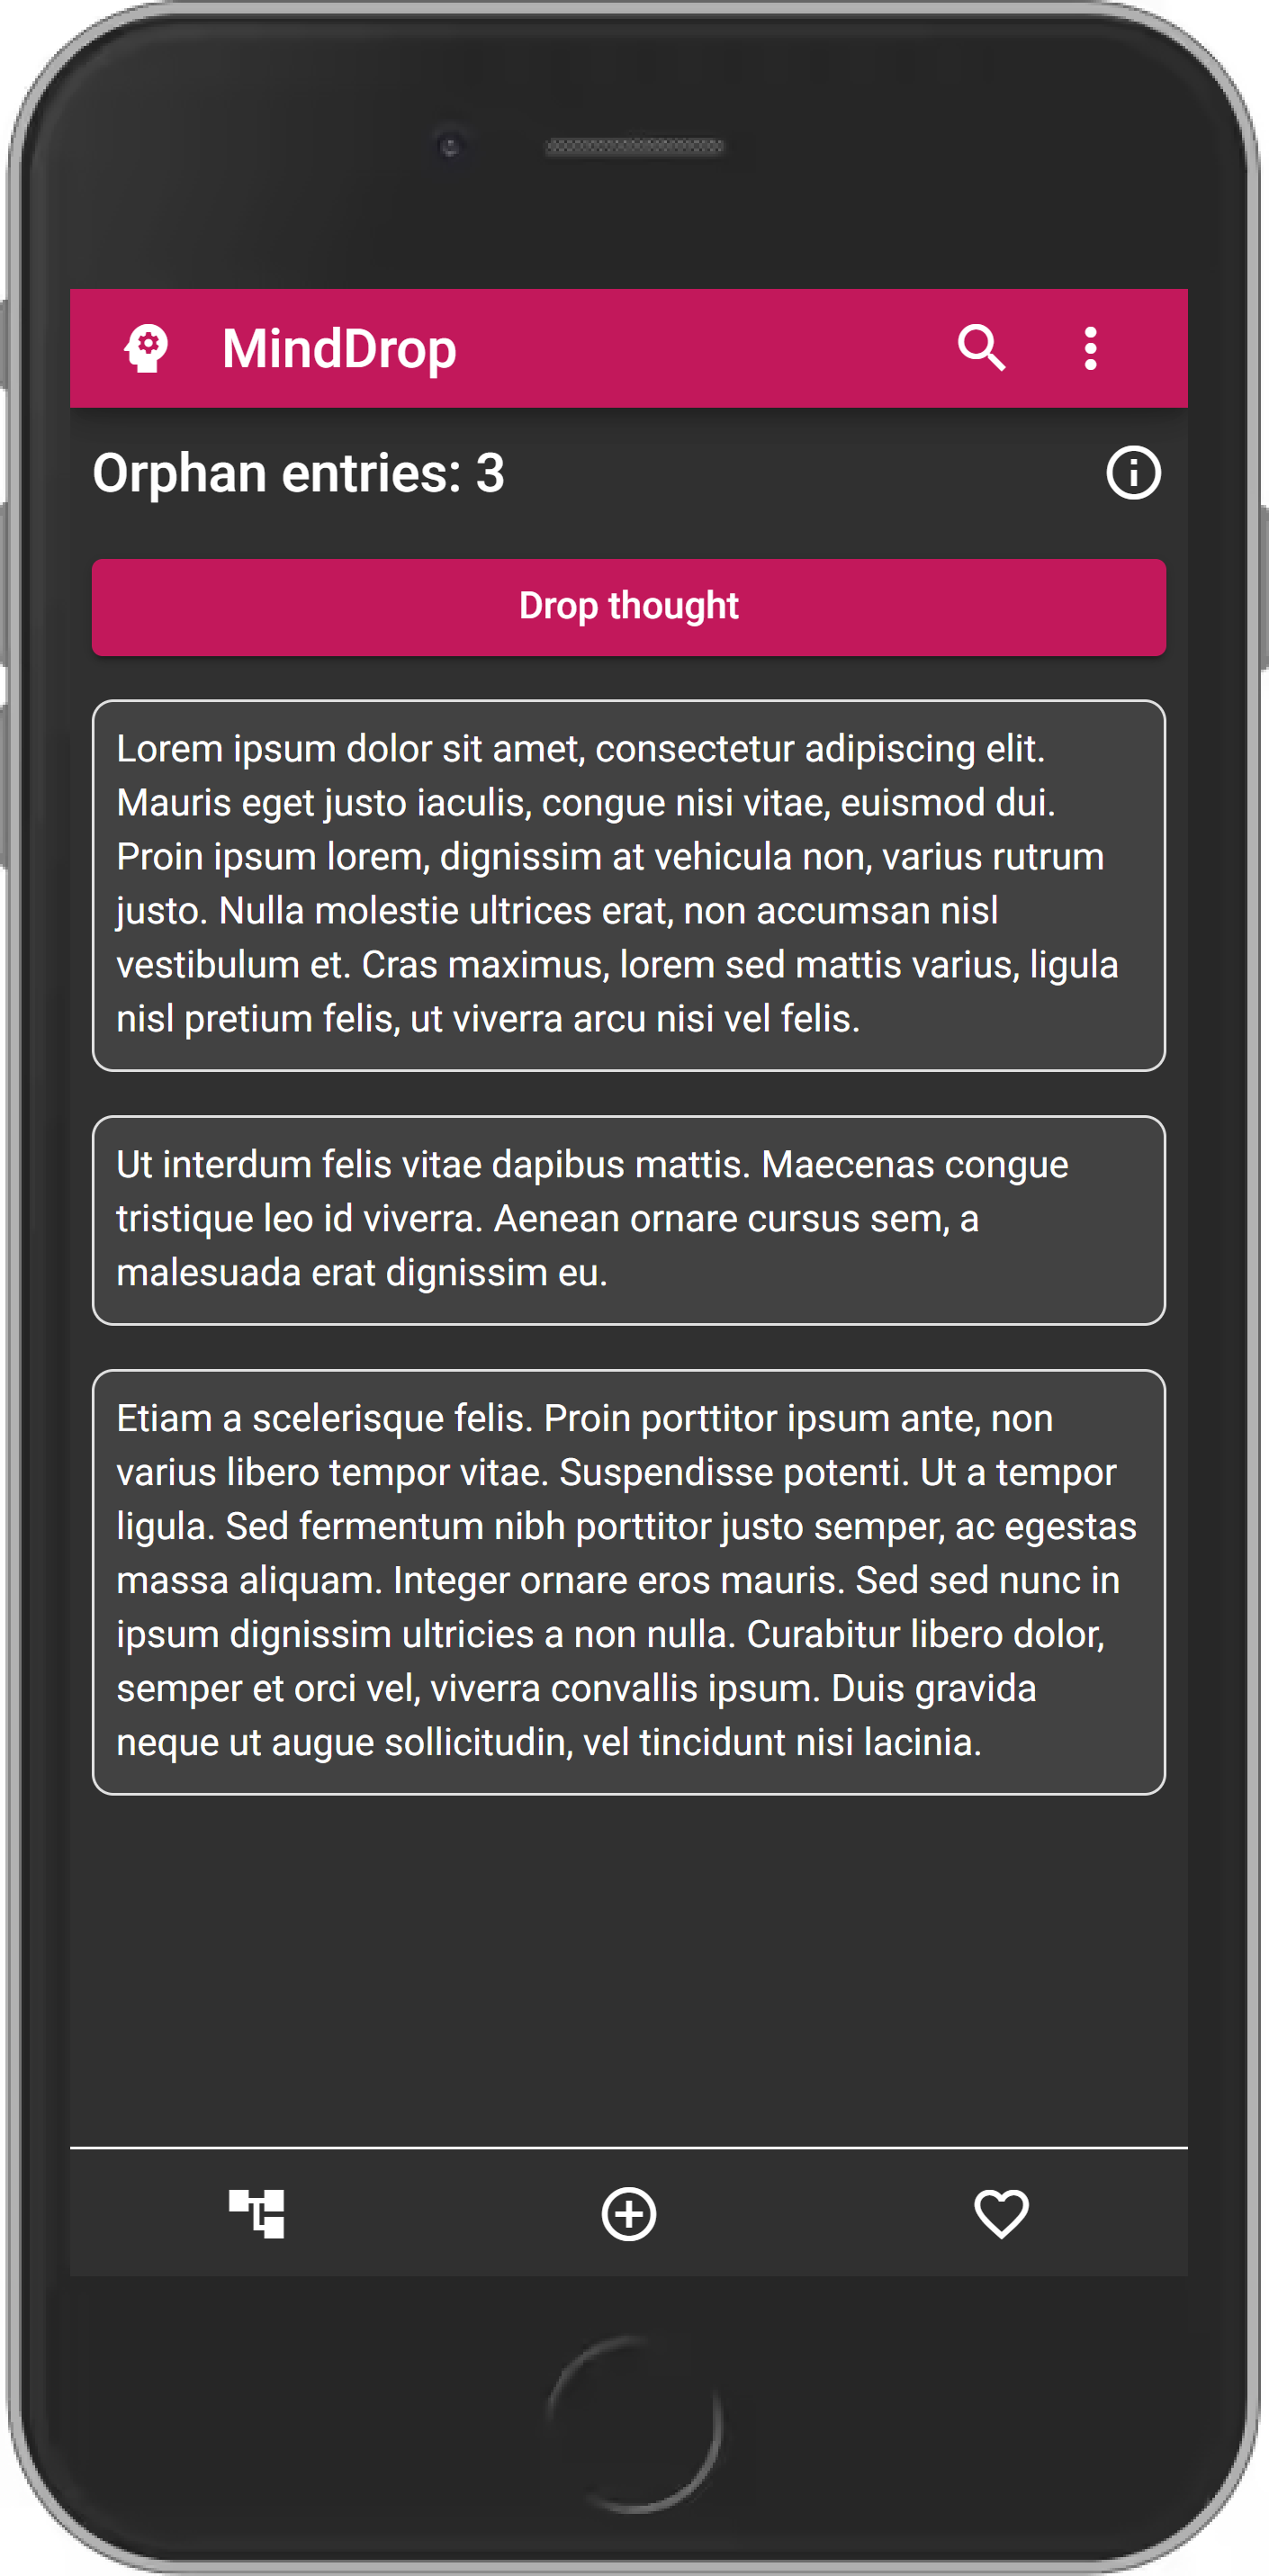 MindDrop
Orphan entries: 3
Drop thought
Lorem ipsum dolor sit amet, consectetur adipiscing elit.
Mauris eget justo iaculis, congue nisi vitae, euismod dui.
Proin ipsum lorem, dignissim at vehicula non, varius rutrum
justo. Nulla molestie ultrices erat, non accumsan nisl
vestibulum et. Cras maximus, lorem sed mattis varius, ligula
nisl pretium felis, ut viverra arcu nisi vel felis.
Ut interdum felis vitae dapibus mattis. Maecenas congue
tristique leo id viverra. Aenean ornare cursus sem, a
malesuada erat dignissim eu.
Etiam a scelerisque felis. Proin porttitor ipsum ante, non
varius libero tempor vitae. Suspendisse potenti. Ut a tempor
ligula. Sed fermentum nibh porttitor justo semper, ac egestas
massa aliquam. Integer ornare eros mauris. Sed sed nunc in
ipsum dignissim ultricies a non nulla. Curabitur libero dolor,
semper et orci vel, viverra convallis ipsum. Duis gravida
neque ut augue sollicitudin, vel tincidunt nisi lacinia.